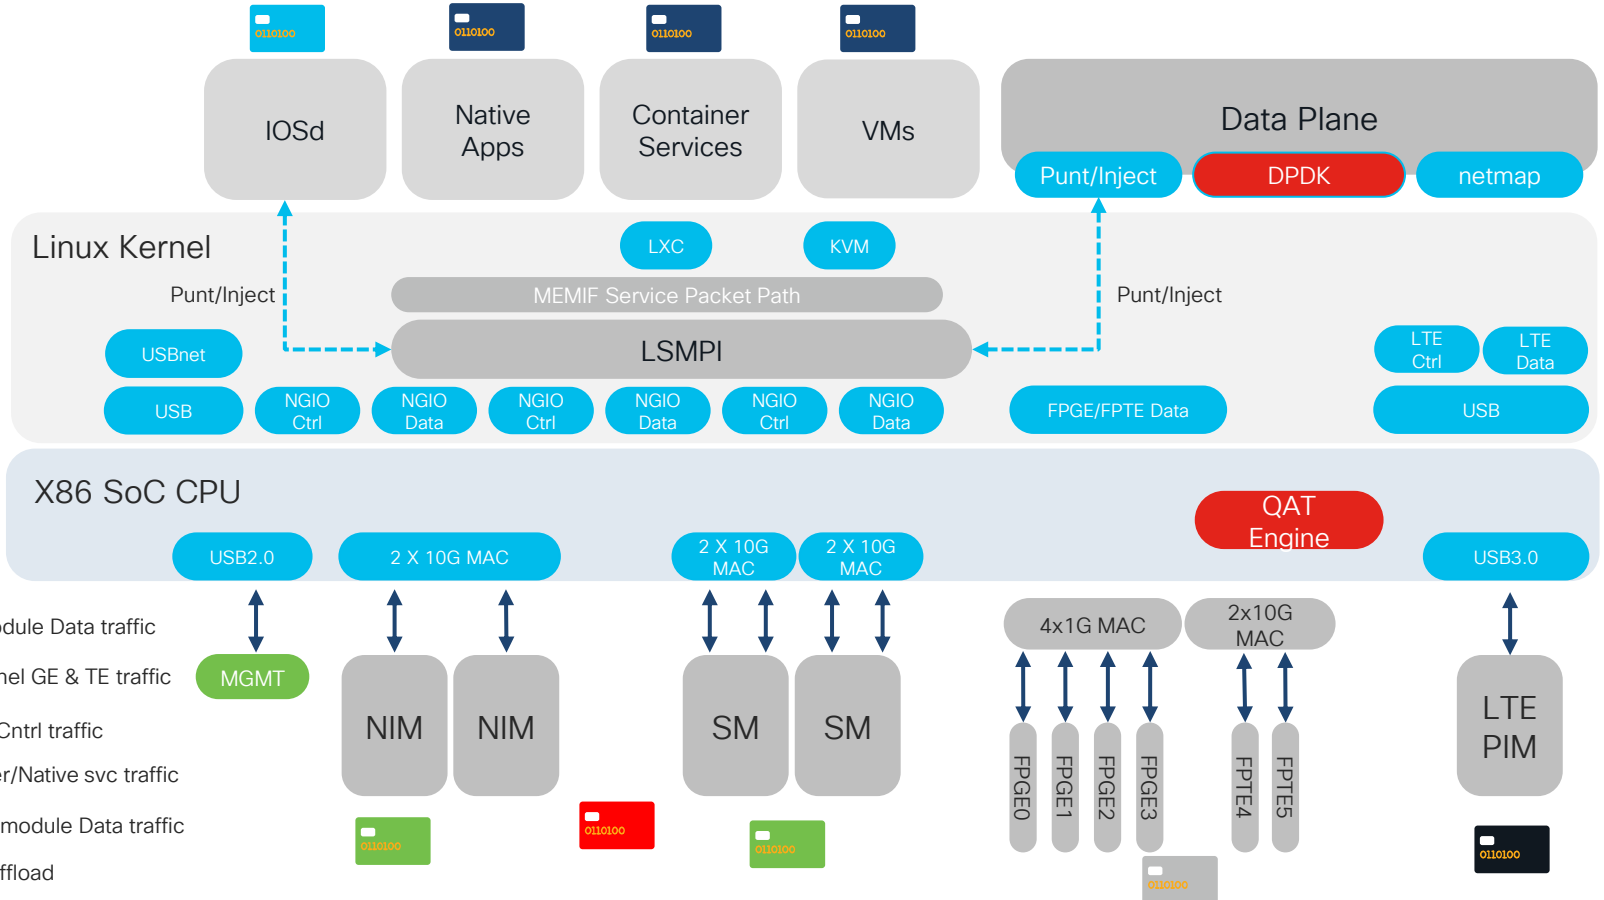 0110100
0110100
0110100
0110100
IOSd
Native
Apps
Container
Services
VMs
Data Plane
Punt/Inject
DPDK
netmap
Linux Kernel
LXC
KVM
Punt/Inject
MEMIF Service Packet Path
Punt/Inject
USBnet
LSMPI
LTE
Ctrl
LTE
Data
USB
NGIO
Ctrl
NGIO
Data
NGIO
Ctrl
NGIO
Data
NGIO
Ctrl
NGIO
Data
FPGE/FPTE Data
USB
X86 SoC CPU
QAT
Engine
USB2.0
2 X 10G MAC
2 X 10G
MAC
2 X 10G
MAC
USB3.0
odule Data traffic
4x1G MAC
2x10G
MAC
nel GE & TE traffic
MGMT
NIM
NIM
SM
SM
LTE
PIM
Cntrl traffic
er/Native svc traffic
FPGE0
FPGE1
FPGE2
FPGE3
FPTE4
FPTE5
module Data traffic
0110100
0110100
0110100
0110100
0110100
ffload